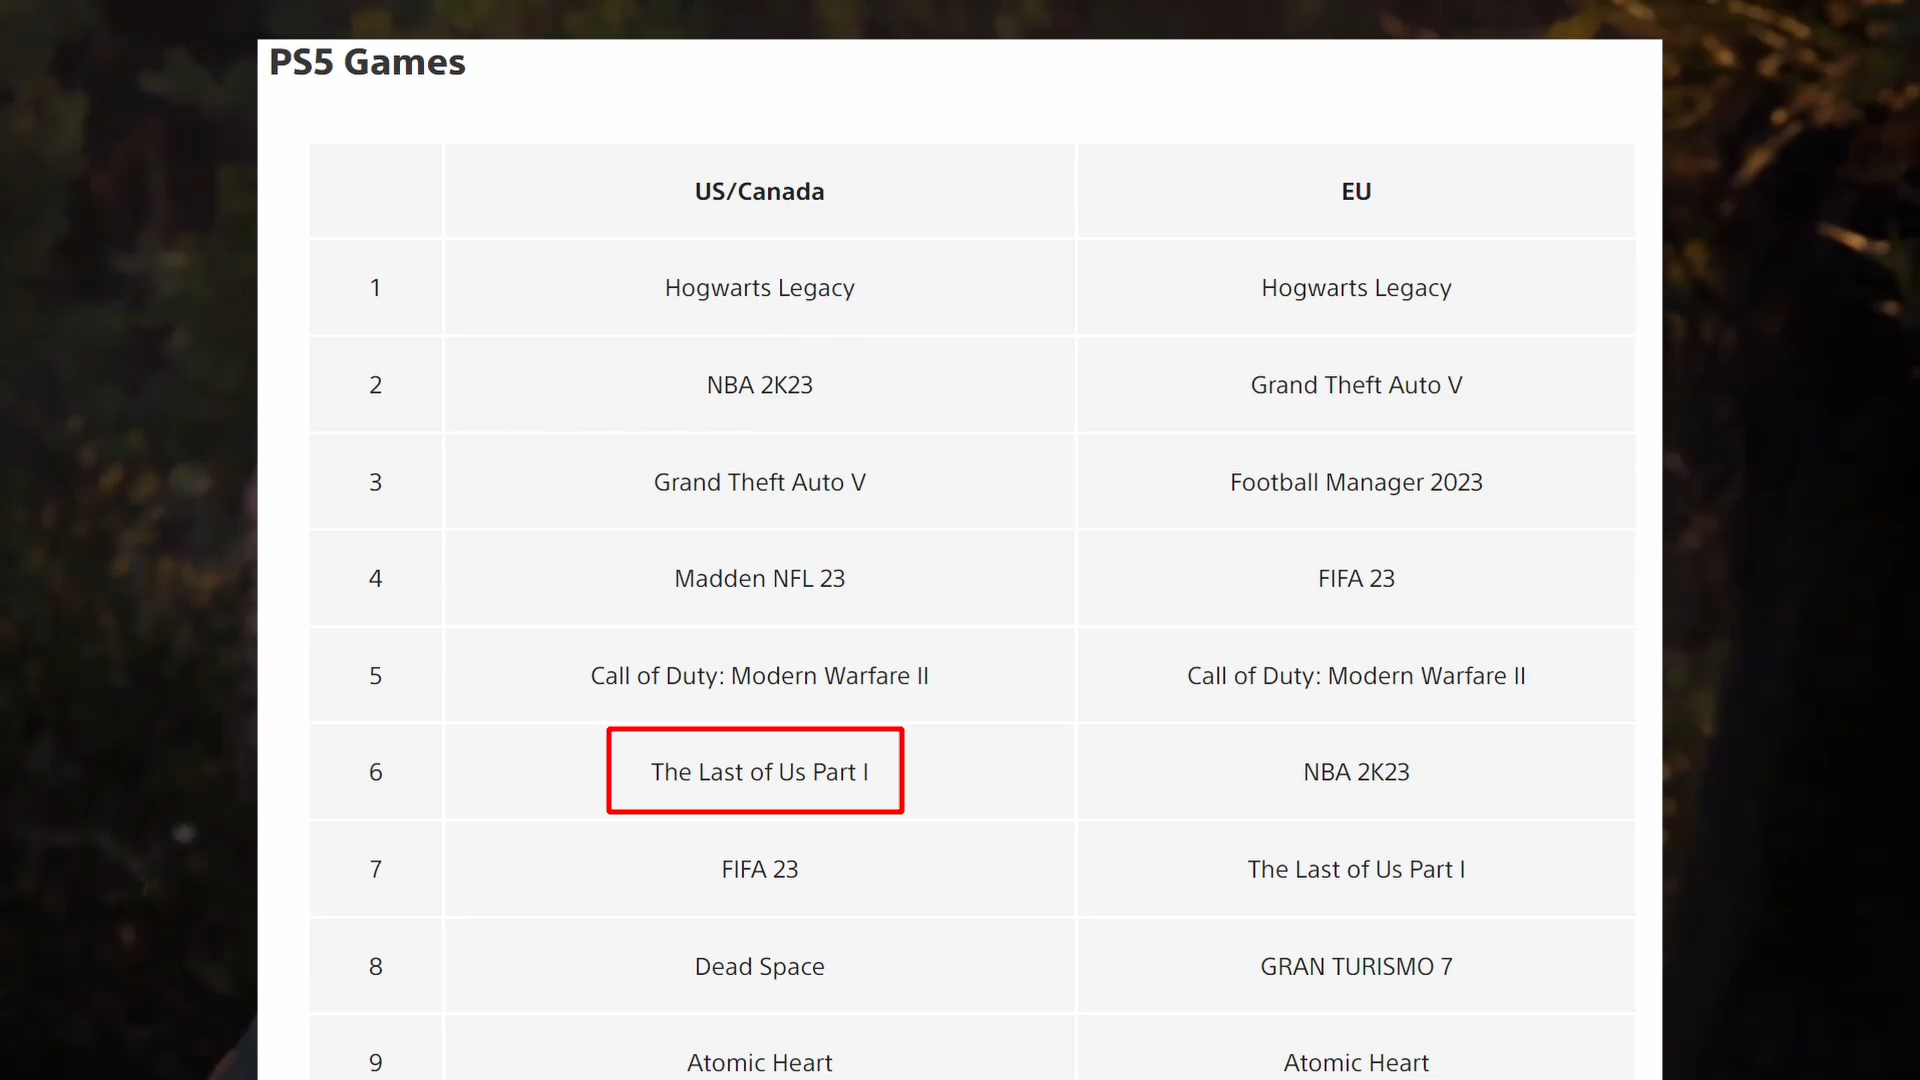 PS5 Games
US/Canada EU
1 Hogwarts Legacy Hogwarts Legacy
2 NBA 2K23 Grand Theft Auto V
3 Grand Theft Auto V Football Manager 2023
4 Madden NFL 23 FIFA 23
5 Call of Duty: Modern Warfare II Call of Duty: Modern Warfare II
6 The Last of Us Part I NBA 2K23
7 FIFA 23 The Last of Us Part I
8 Dead Space GRAN TURISMO 7
9 Atomic Heart Atomic Heart